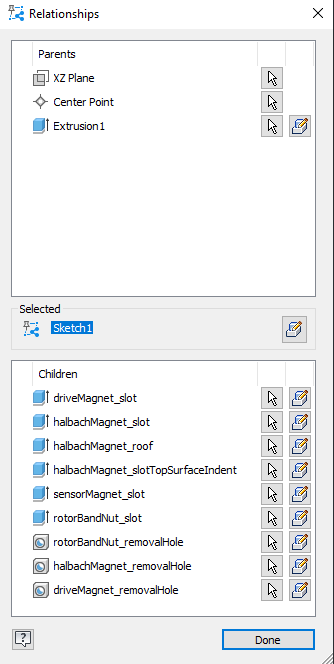 Relationships
Parents
XZ Plane
Center Point
Extrusion1
Selected
Sketch1
Children
driveMagnet_slot
halbachMagnet_slot
halbachMagnet_roof
halbachMagnet_slotTopSurfaceIndent
sensorMagnet_slot
rotorBandNut_slot
rotorBandNut_removalHole
halbachMagnet_removalHole
driveMagnet_removalHole
?
Done